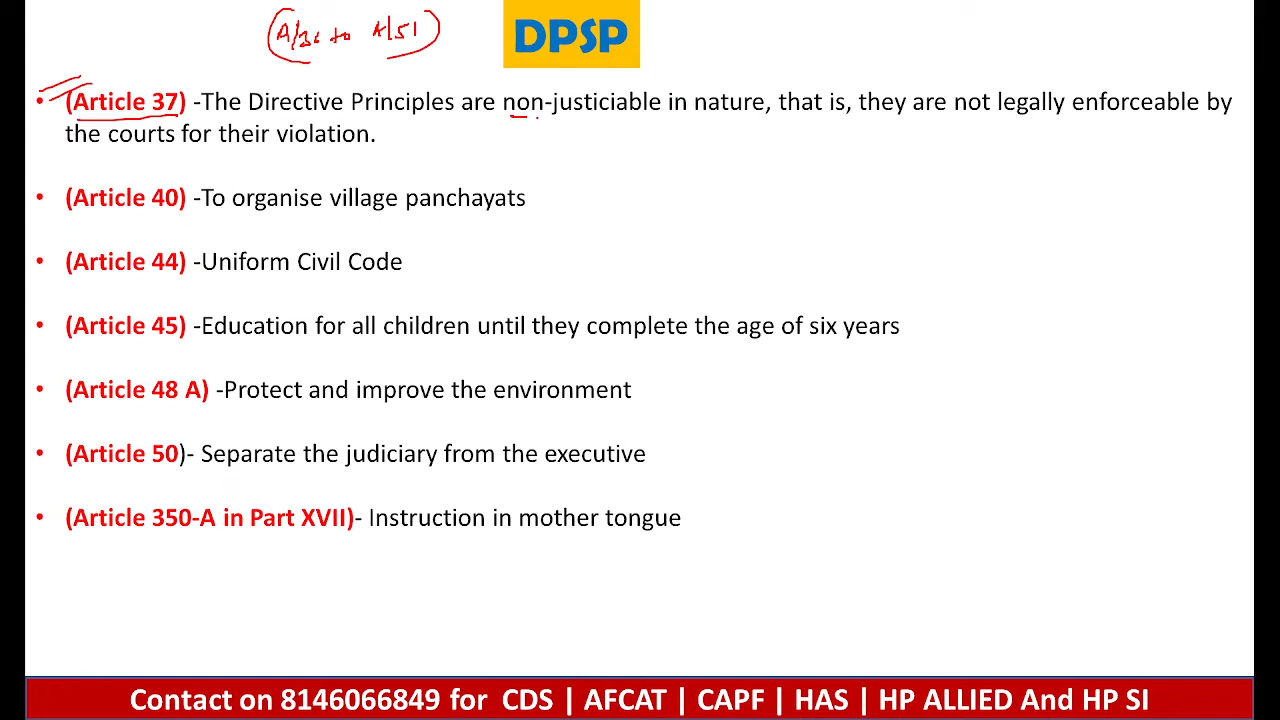 (A/36 to A/51)
DPSP
• (Article 37) -The Directive Principles are non-justiciable in nature, that is, they are not legally enforceable by
the courts for their violation.
• (Article 40) -To organise village panchayats
• (Article 44) -Uniform Civil Code
• (Article 45) -Education for all children until they complete the age of six years
• (Article 48 A) -Protect and improve the environment
• (Article 50)- Separate the judiciary from the executive
• (Article 350-A in Part XVII)- Instruction in mother tongue
Contact on 8146066849 for CDS | AFCAT | CAPF | HAS | HP ALLIED And HP SI